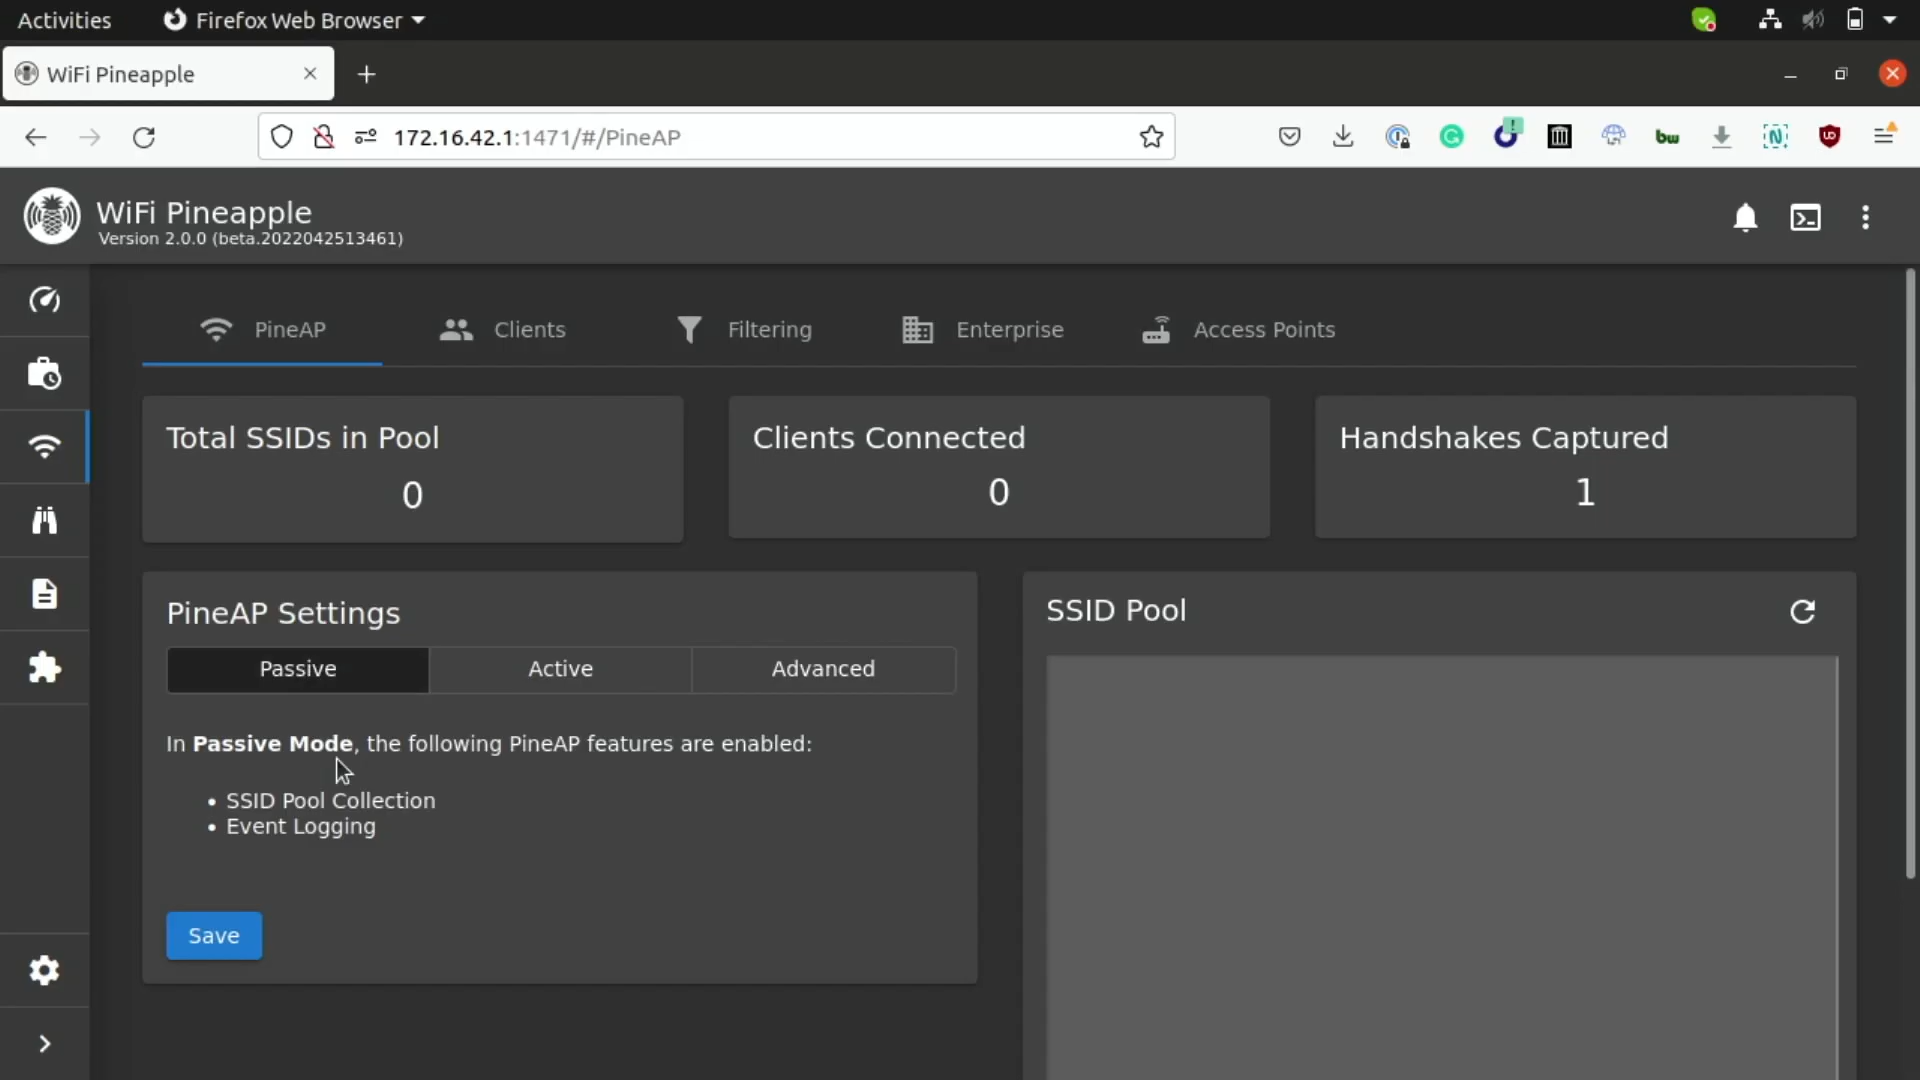 Activities
Firefox Web Browser
WiFi Pineapple
172.16.42.1:1471/#/PineAP
bw
WiFi Pineapple
Version 2.0.0 (beta.2022042513461)
PineAP
Clients
Filtering
Enterprise
Access Points
Total SSIDs in Pool
0
Clients Connected
0
Handshakes Captured
1
PineAP Settings
Passive
Active
Advanced
In Passive Mode, the following PineAP features are enabled:
• SSID Pool Collection
• Event Logging
Save
SSID Pool